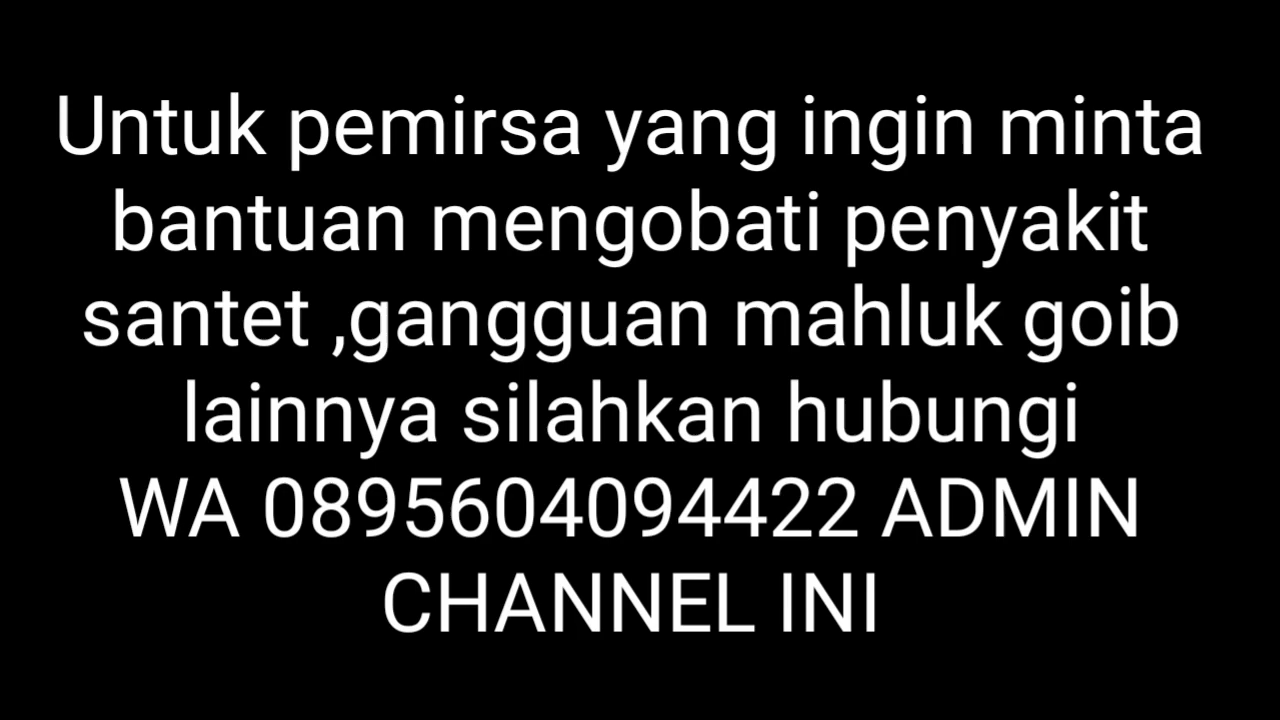 Untuk pemirsa yang ingin minta
bantuan mengobati penyakit
santet ,gangguan mahluk goib
lainnya silahkan hubungi
WA 0895604094422 ADMIN
CHANNEL INI